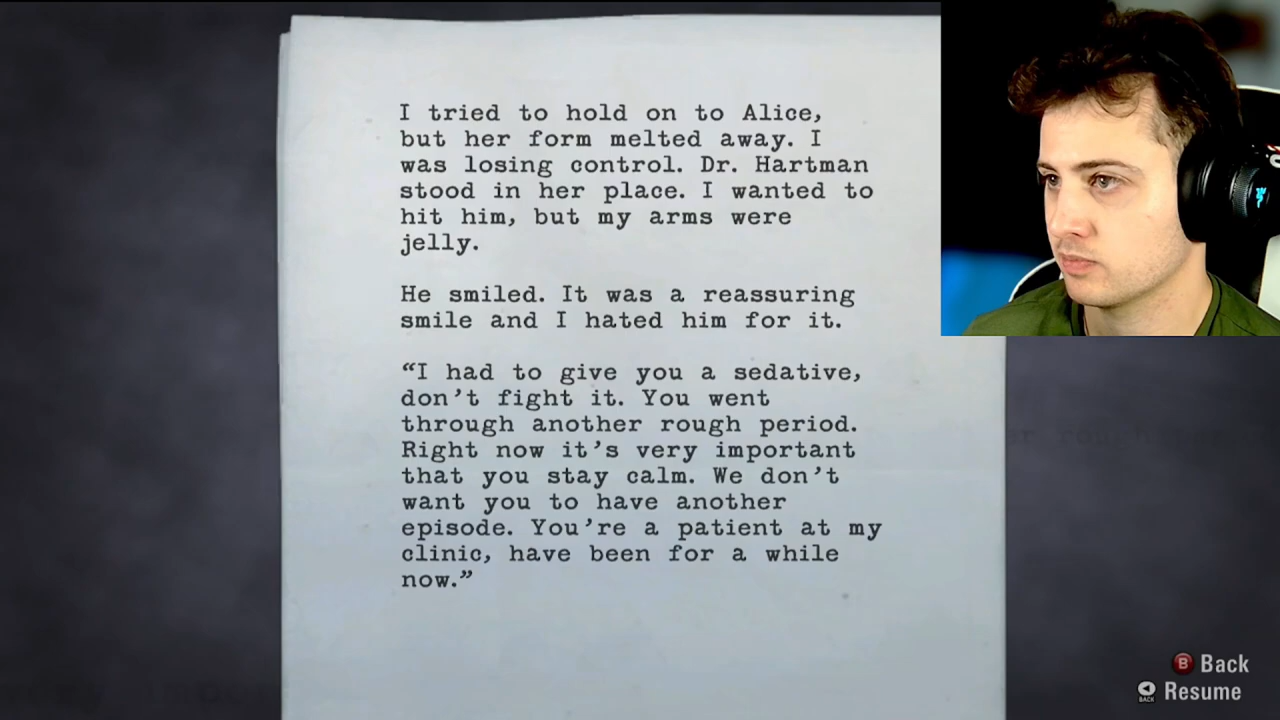 I tried to hold on to Alice,
but her form melted away. I
was losing control. Dr. Hartman
stood in her place. I wanted to
hit him, but my arms were
jelly.
He smiled. It was a reassuring
smile and I hated him for it.
“I had to give you a sedative,
don’t fight it. You went
through another rough period.
Right now it’s very important
that you stay calm. We don’t
want you to have another
episode. You’re a patient at my
clinic, have been for a while
now.”
B Back
BACK Resume